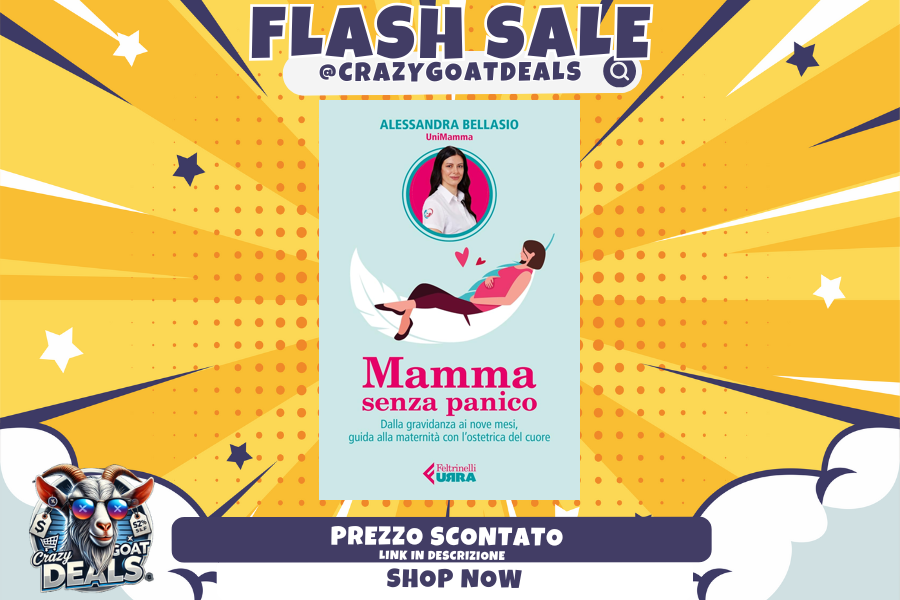 FLASH SALE
@CRAZYGOATDEALS
ALESSANDRA BELLASIO
UniMamma
Mamma
senza panico
Dalla gravidanza ai nove mesi,
guida alla maternità con l'ostetrica del cuore
Feltrinelli
URRA
$
52%
Crazy
GOAT
DEALS
PREZZO SCONTATO
LINK IN DESCRIZIONE
SHOP NOW